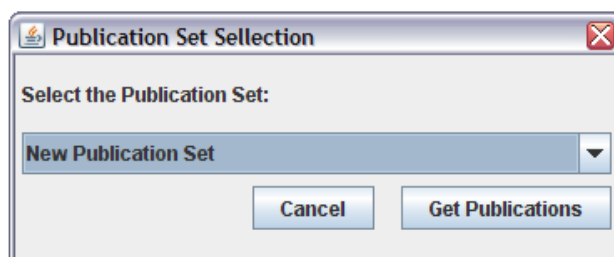 Publication Set Sellection
Select the Publication Set:
New Publication Set
Cancel Get Publications